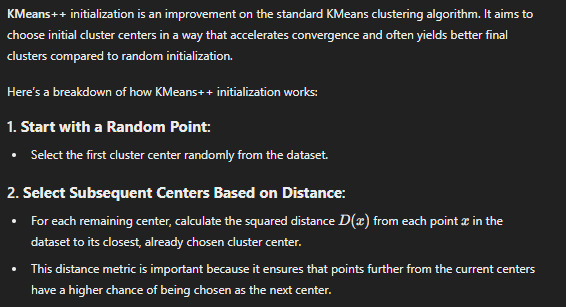 KMeans++ initialization is an improvement on the standard KMeans clustering algorithm. It aims to
choose initial cluster centers in a way that accelerates convergence and often yields better final
clusters compared to random initialization.
Here's a breakdown of how KMeans++ initialization works:
1. Start with a Random Point:
• Select the first cluster center randomly from the dataset.
2. Select Subsequent Centers Based on Distance:
• For each remaining center, calculate the squared distance D(x) from each point x in the
dataset to its closest, already chosen cluster center.
• This distance metric is important because it ensures that points further from the current centers
have a higher chance of being chosen as the next center.